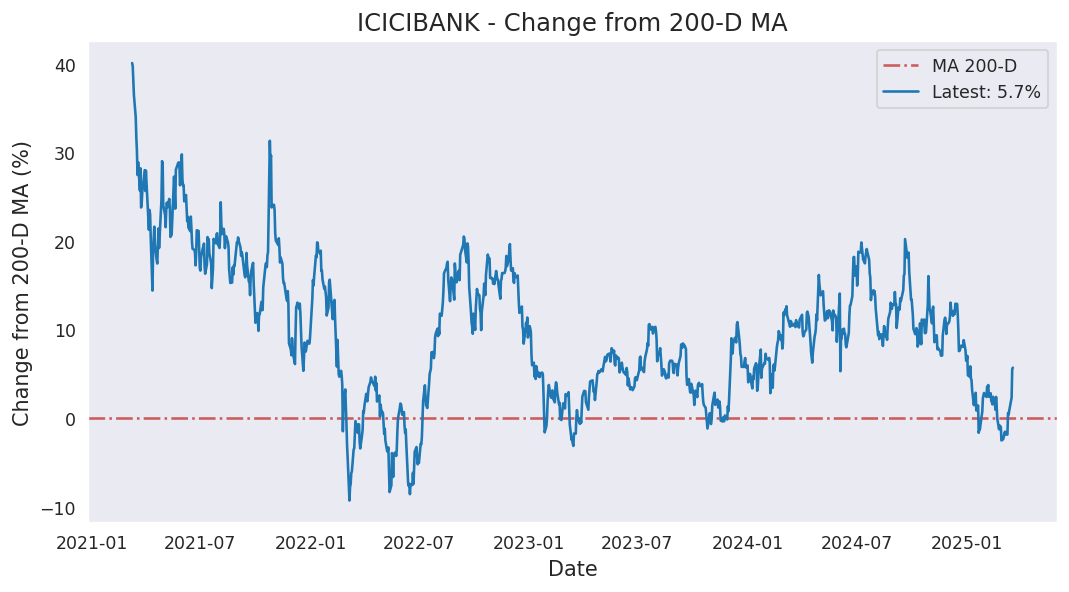 ICICIBANK - Change from 200-D MA
MA 200-D
Latest: 5.7%
Change from 200-D MA (%)
40
30
20
10
0
−10
2021-01 2021-07 2022-01 2022-07 2023-01 2023-07 2024-01 2024-07 2025-01
Date